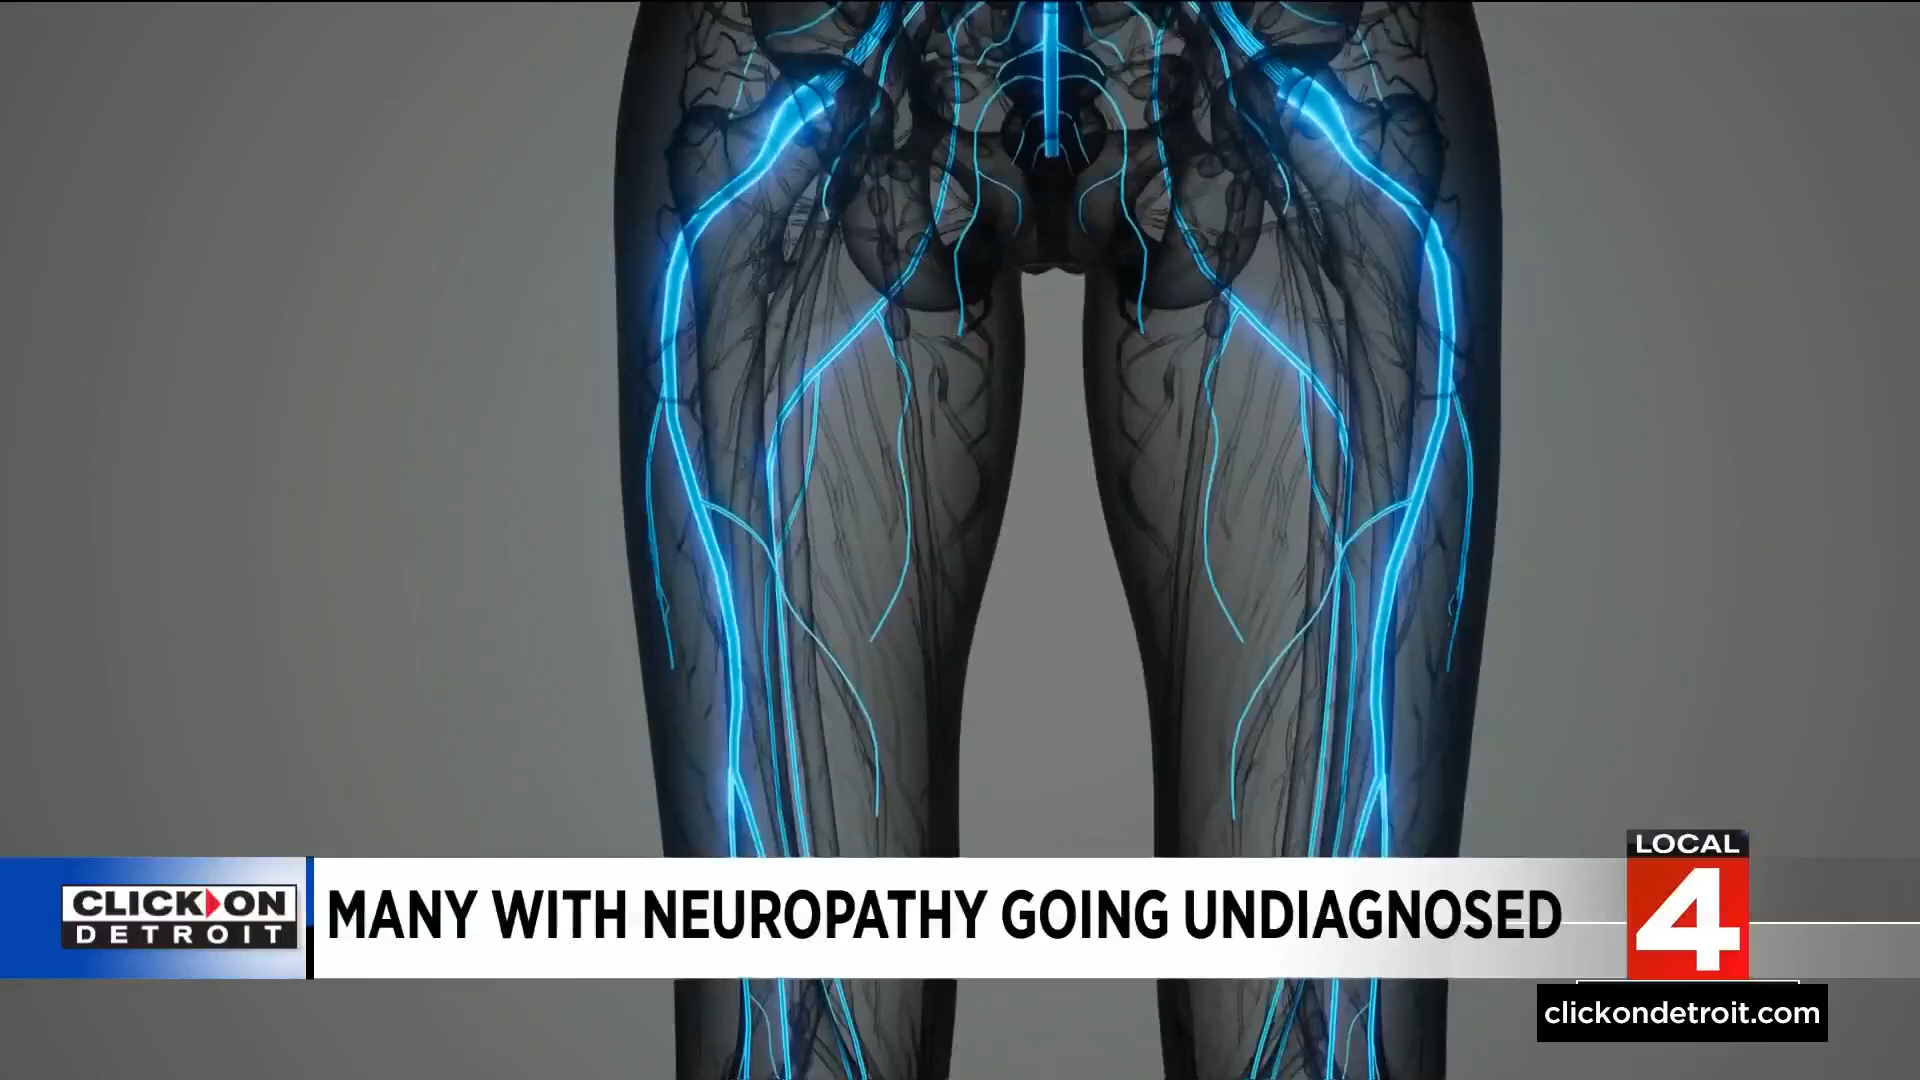 LOCAL
4
CLICK ON
DETROIT
MANY WITH NEUROPATHY GOING UNDIAGNOSED
clickondetroit.com